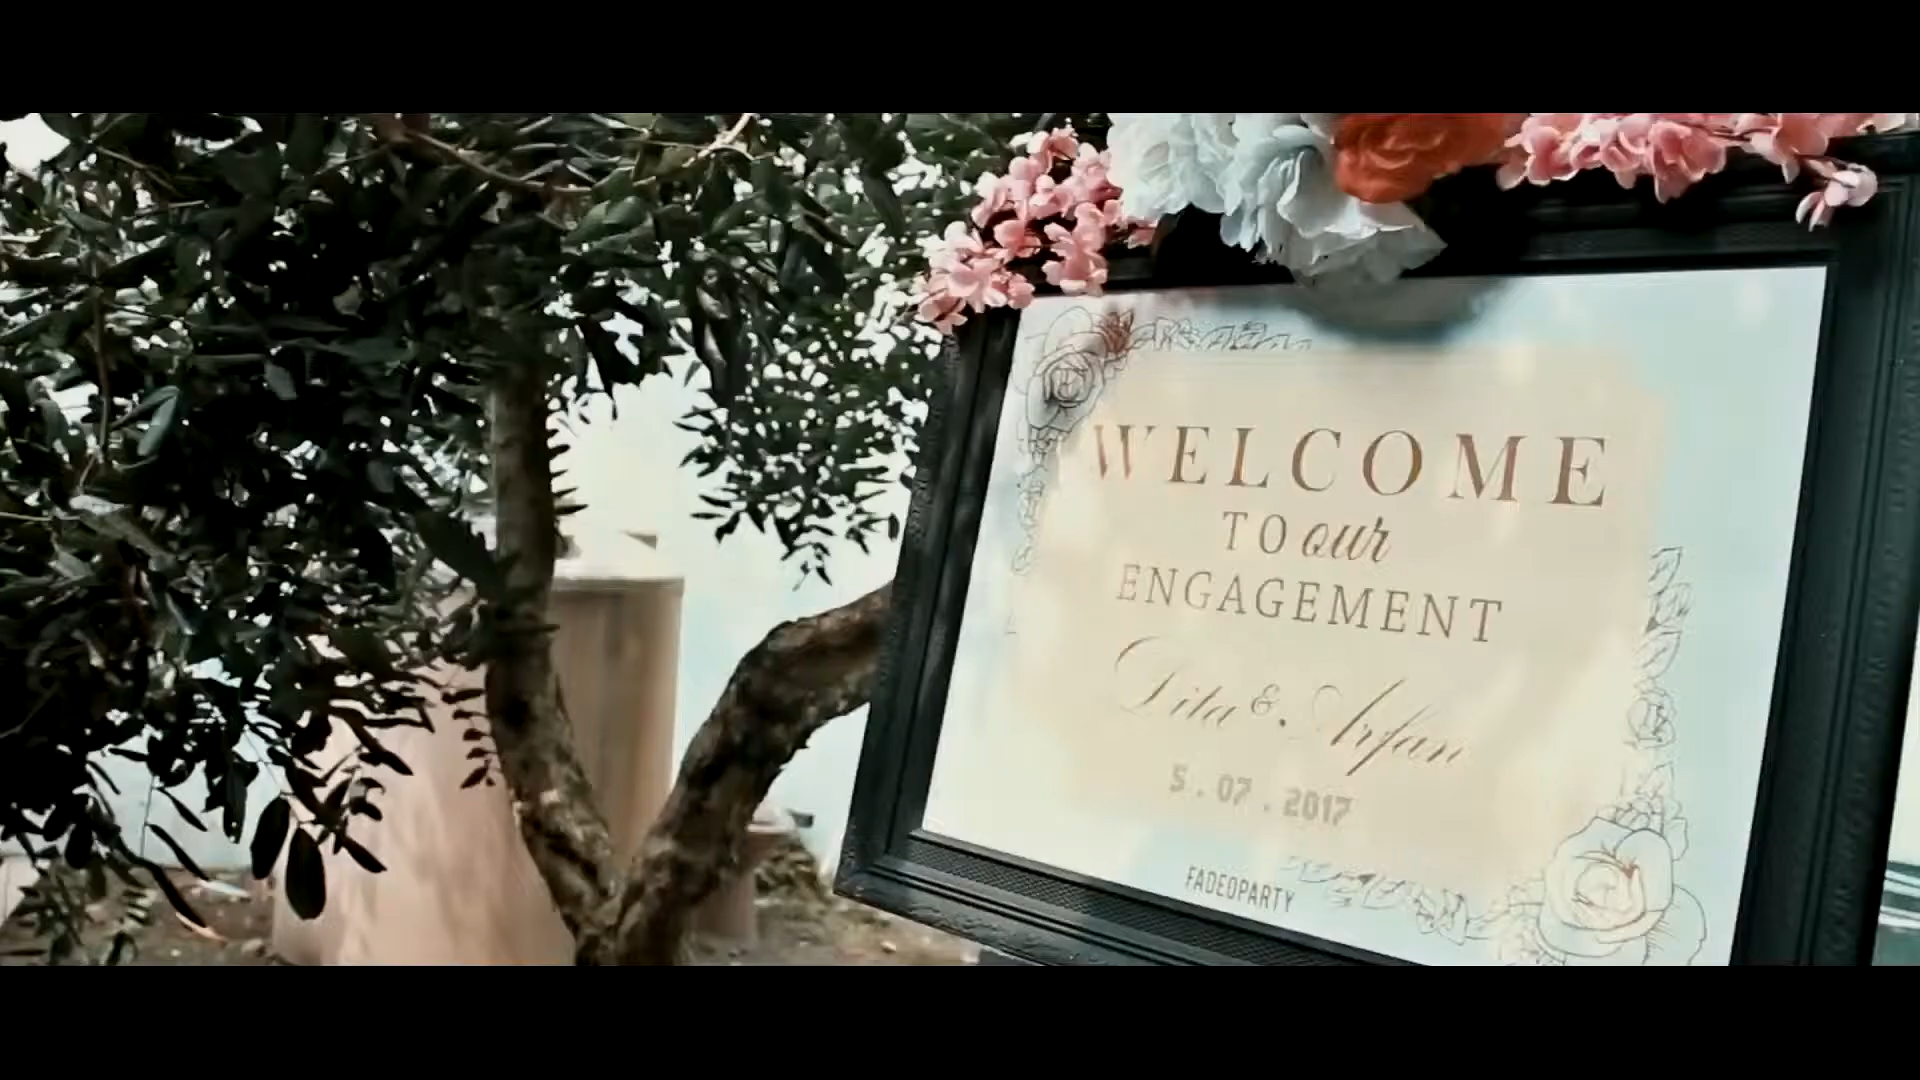 WELCOME
TO our
ENGAGEMENT
Dita & Arfan
5.07.2017
FADEOPARTY